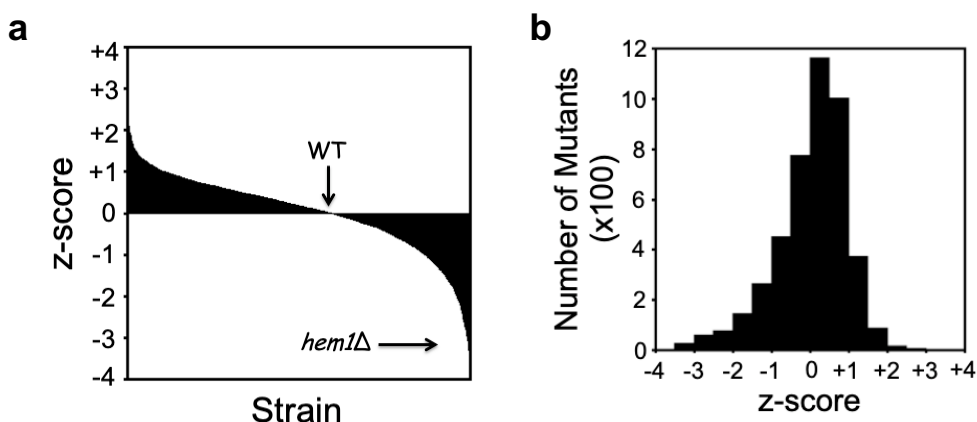 a
+4
+3
+2
+1
0
-1
-2
-3
-4
z-score
WT
hem1Δ
Strain
b
12
10
8
6
4
2
0
Number of Mutants
(x100)
-4 -3 -2 -1 0 +1 +2 +3 +4
z-score